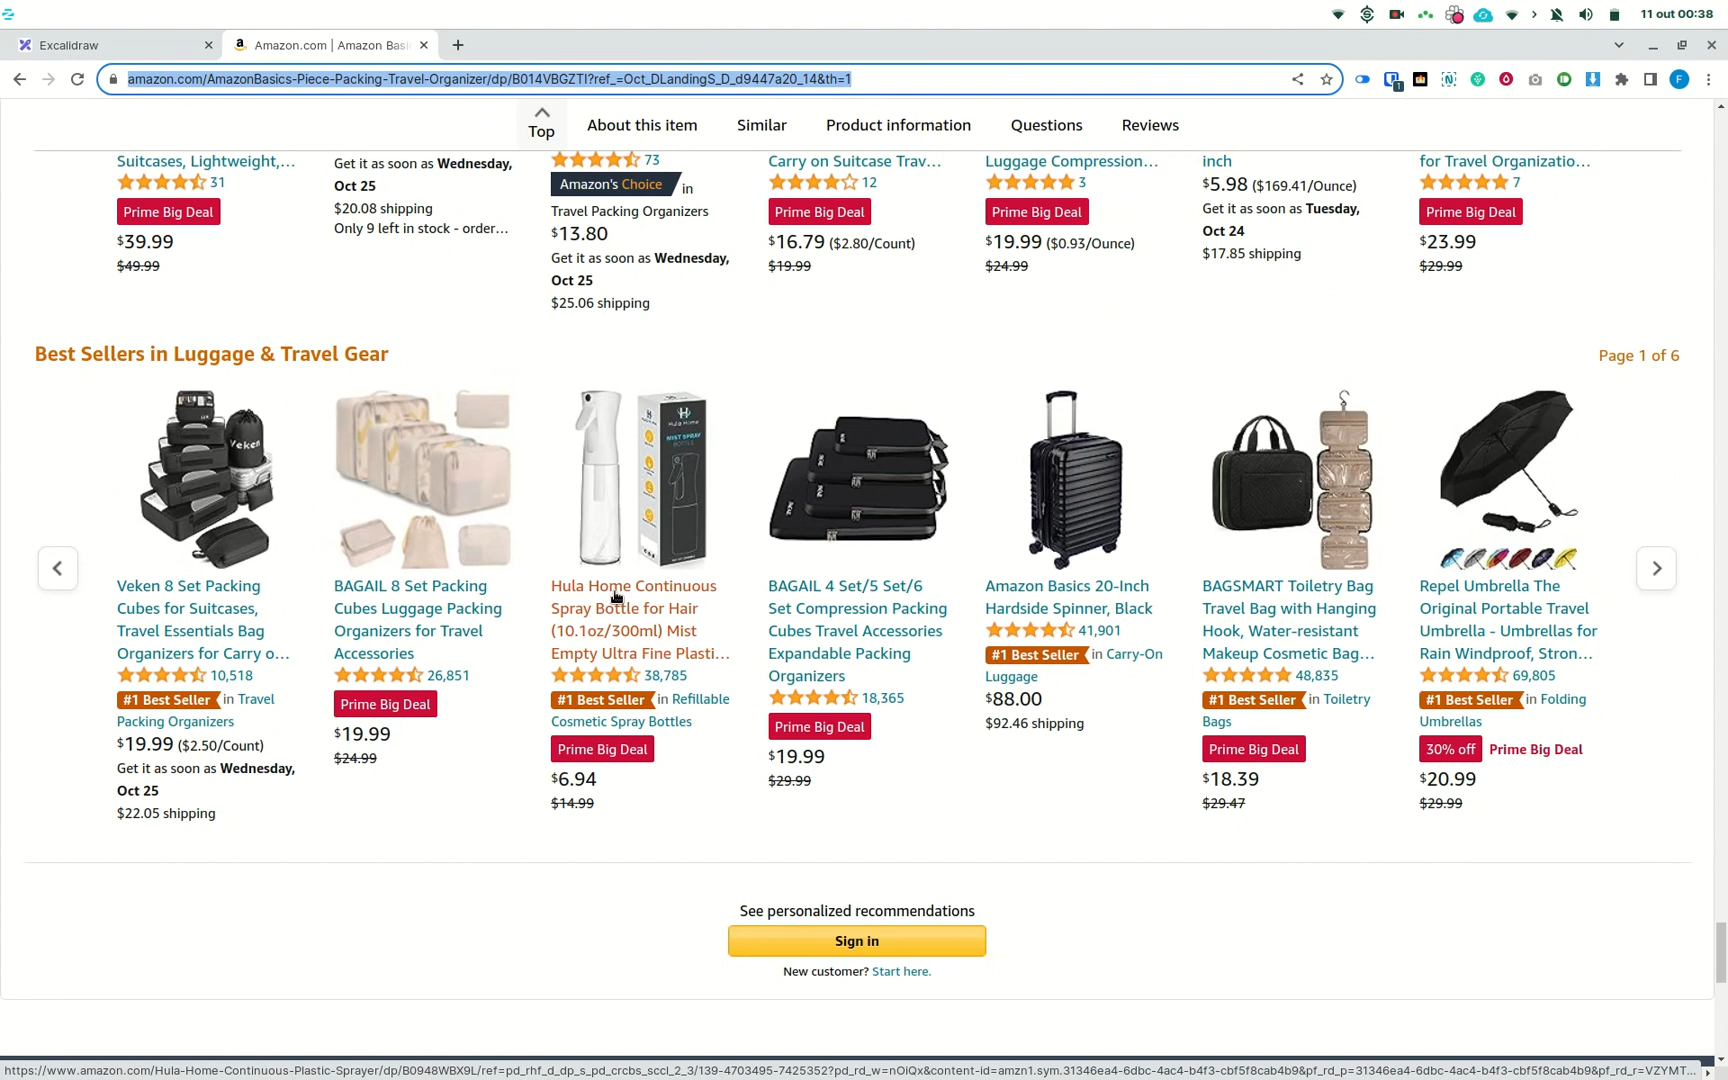 11 out 00:38
Excalidraw
Amazon.com | Amazon Basi
amazon.com/AmazonBasics-Piece-Packing-Travel-Organizer/dp/B014VBGZTI?ref_=Oct_DLandingS_D_d9447a20_14&th=1
Top
About this item
Similar
Product information
Questions
Reviews
Suitcases, Lightweight,...
31
Prime Big Deal
$39.99
$49.99
Get it as soon as Wednesday,
Oct 25
$20.08 shipping
Only 9 left in stock - order...
73
Amazon's Choice in
Travel Packing Organizers
$13.80
Get it as soon as Wednesday,
Oct 25
$25.06 shipping
Carry on Suitcase Trav...
12
Prime Big Deal
$16.79 ($2.80/Count)
$19.99
Luggage Compression...
3
Prime Big Deal
$19.99 ($0.93/Ounce)
$24.99
inch
$5.98 ($169.41/Ounce)
Get it as soon as Tuesday,
Oct 24
$17.85 shipping
for Travel Organizatio...
7
Prime Big Deal
$23.99
$29.99
Best Sellers in Luggage & Travel Gear
Page 1 of 6
Veken
Veken 8 Set Packing
Cubes for Suitcases,
Travel Essentials Bag
Organizers for Carry o...
10,518
#1 Best Seller in Travel
Packing Organizers
$19.99 ($2.50/Count)
Get it as soon as Wednesday,
Oct 25
$22.05 shipping
BAGAIL 8 Set Packing
Cubes Luggage Packing
Organizers for Travel
Accessories
26,851
Prime Big Deal
$19.99
$24.99
Hula Home
MIST SPRAY
BOTTLE
Hula Home Continuous
Spray Bottle for Hair
(10.1oz/300ml) Mist
Empty Ultra Fine Plasti...
38,785
#1 Best Seller in Refillable
Cosmetic Spray Bottles
Prime Big Deal
$6.94
$14.99
BAGAIL 4 Set/5 Set/6
Set Compression Packing
Cubes Travel Accessories
Expandable Packing
Organizers
18,365
Prime Big Deal
$19.99
$29.99
Amazon Basics 20-Inch
Hardside Spinner, Black
41,901
#1 Best Seller in Carry-On
Luggage
$88.00
$92.46 shipping
BAGSMART Toiletry Bag
Travel Bag with Hanging
Hook, Water-resistant
Makeup Cosmetic Bag...
48,835
#1 Best Seller in Toiletry
Bags
Prime Big Deal
$18.39
$29.47
Repel Umbrella The
Original Portable Travel
Umbrella - Umbrellas for
Rain Windproof, Stron...
69,805
#1 Best Seller in Folding
Umbrellas
30% off Prime Big Deal
$20.99
$29.99
See personalized recommendations
Sign in
New customer? Start here.
https://www.amazon.com/Hula-Home-Continuous-Plastic-Sprayer/dp/B0948WBX9L/ref=pd_rhf_d_dp_s_pd_crcbs_sccl_2_3/139-4703495-7425352?pd_rd_w=nOiQx&content-id=amzn1.sym.31346ea4-6dbc-4ac4-b4f3-cbf5f8cab4b9&pf_rd_p=31346ea4-6dbc-4ac4-b4f3-cbf5f8cab4b9&pf_rd_r=VZYMT...